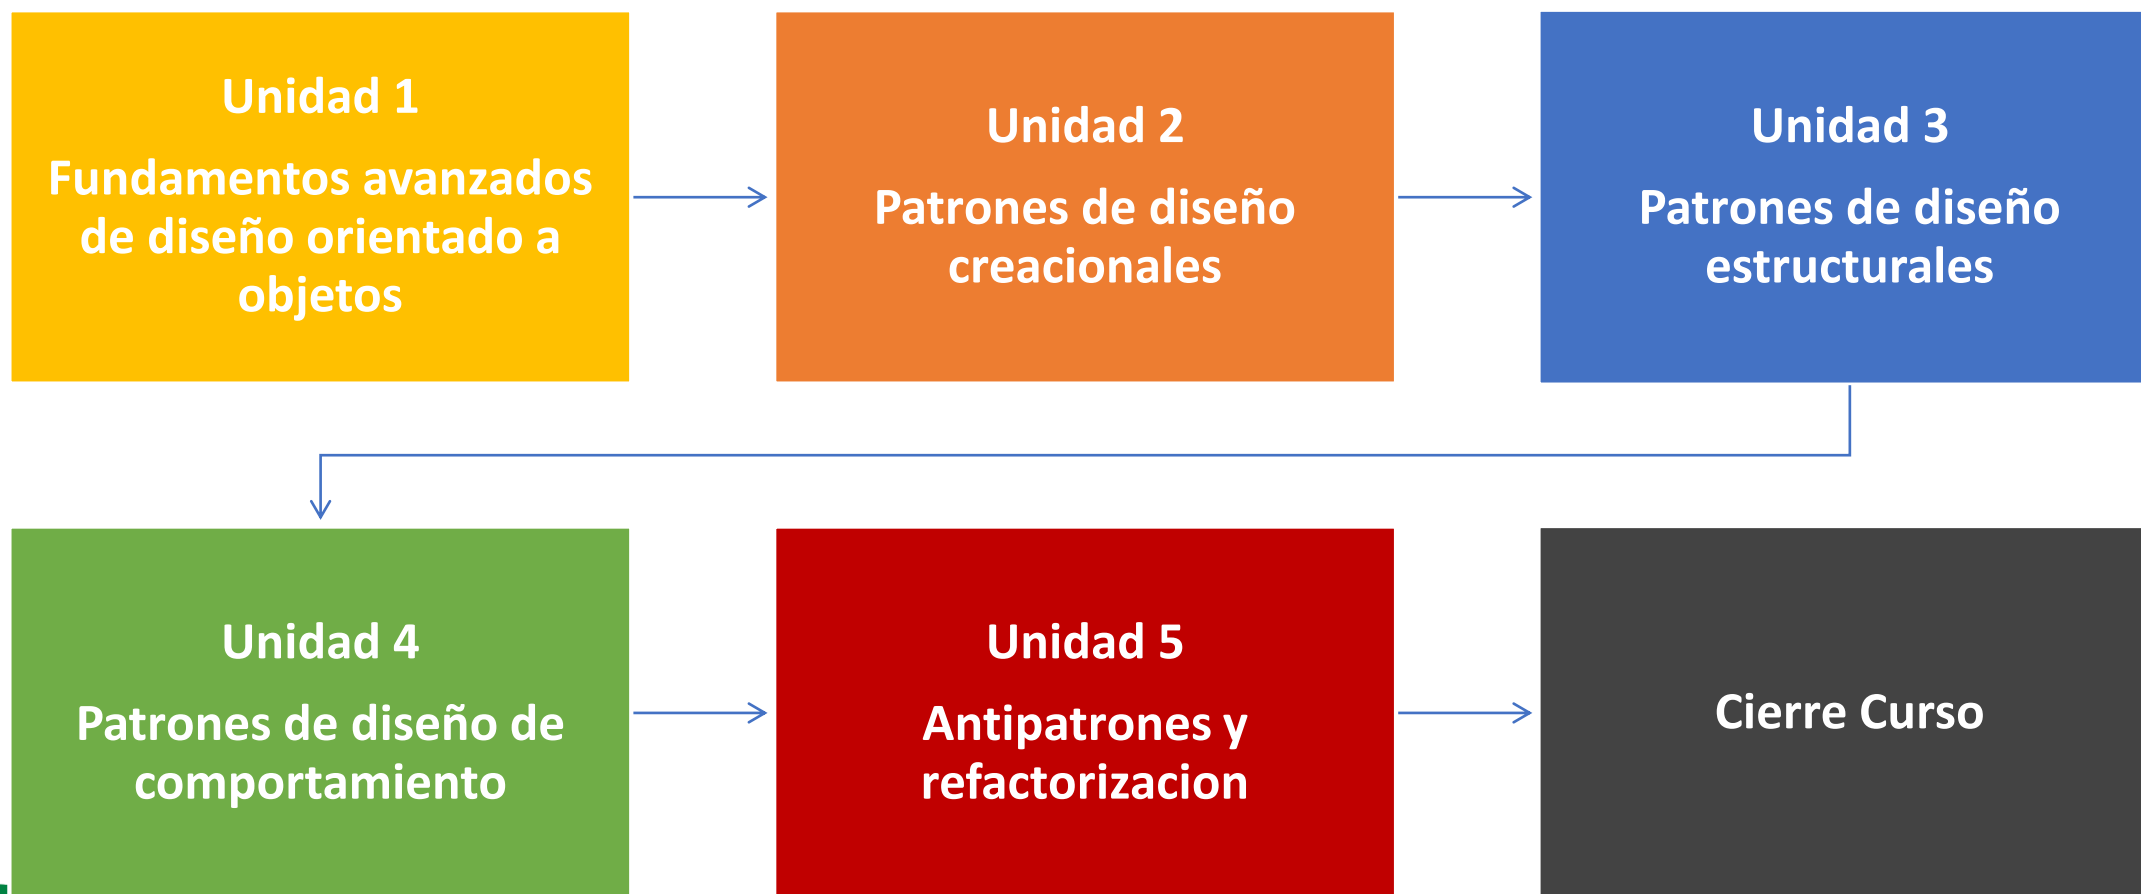 Unidad 1
Fundamentos avanzados
de diseño orientado a
objetos
Unidad 2
Patrones de diseño
creacionales
Unidad 3
Patrones de diseño
estructurales
Unidad 4
Patrones de diseño de
comportamiento
Unidad 5
Antipatrones y
refactorizacion
Cierre Curso